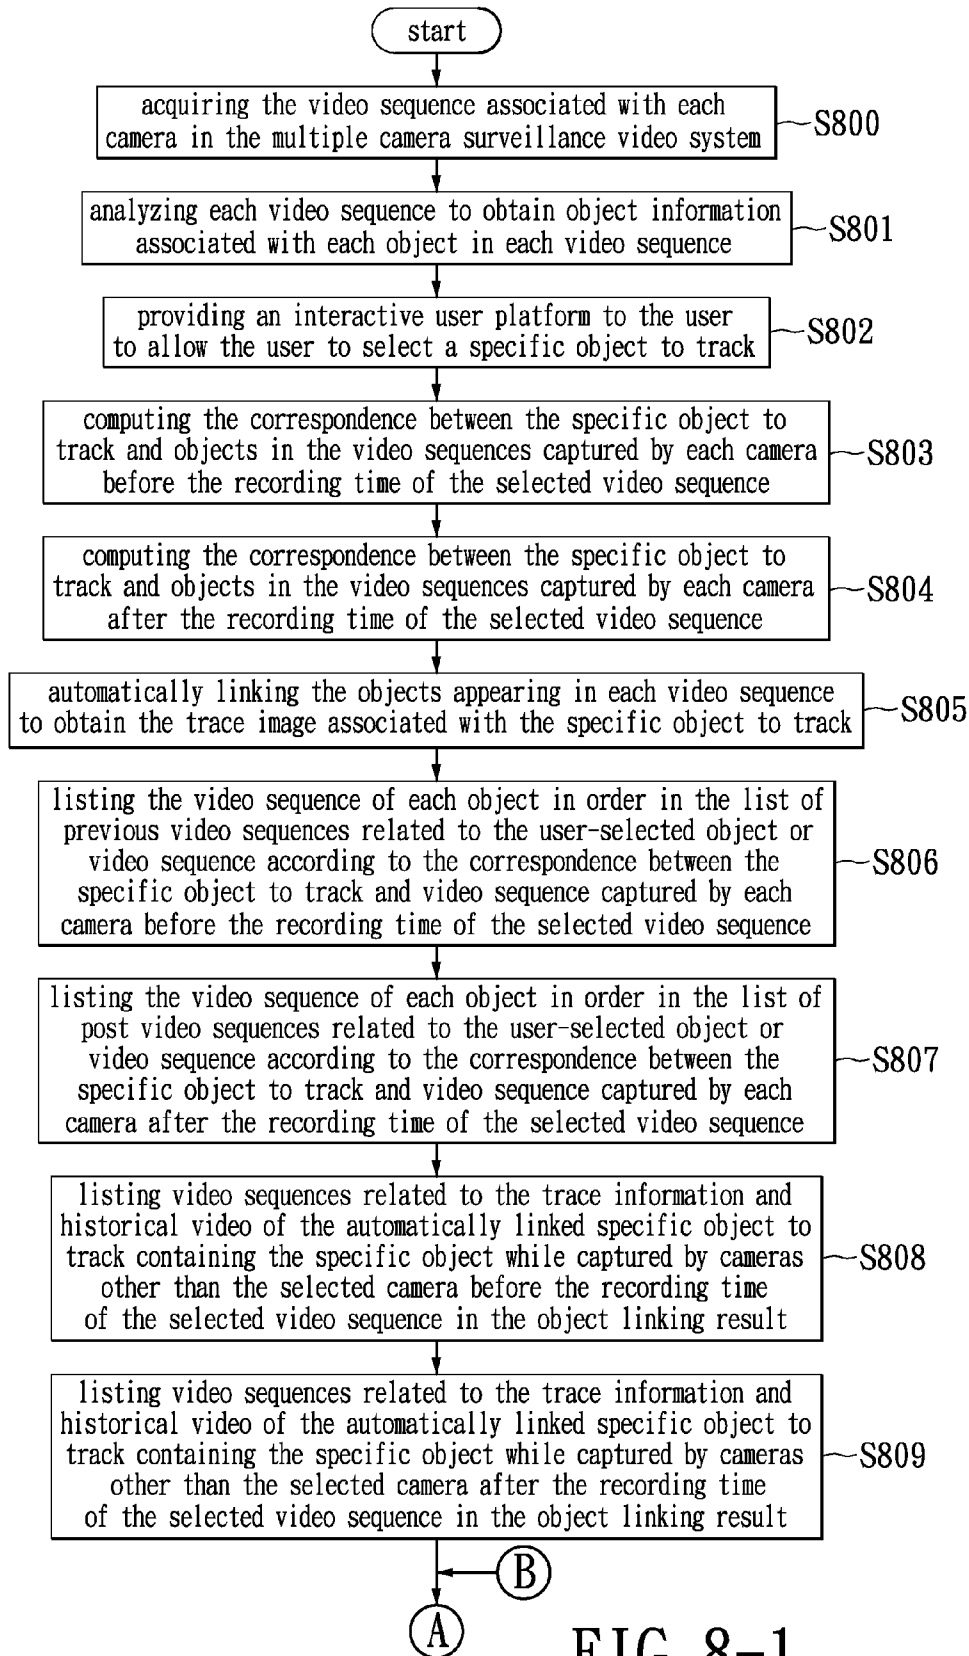 start
acquiring the video sequence associated with each
camera in the multiple camera surveillance video system
S800
analyzing each video sequence to obtain object information
associated with each object in each video sequence
S801
providing an interactive user platform to the user
to allow the user to select a specific object to track
S802
computing the correspondence between the specific object to
track and objects in the video sequences captured by each camera
before the recording time of the selected video sequence
S803
computing the correspondence between the specific object to
track and objects in the video sequences captured by each camera
after the recording time of the selected video sequence
S804
automatically linking the objects appearing in each video sequence
to obtain the trace image associated with the specific object to track
S805
listing the video sequence of each object in order in the list of
previous video sequences related to the user-selected object or
video sequence according to the correspondence between the
specific object to track and video sequence captured by each
camera before the recording time of the selected video sequence
S806
listing the video sequence of each object in order in the list of
post video sequences related to the user-selected object or
video sequence according to the correspondence between the
specific object to track and video sequence captured by each
camera after the recording time of the selected video sequence
S807
listing video sequences related to the trace information and
historical video of the automatically linked specific object to
track containing the specific object while captured by cameras
other than the selected camera before the recording time
of the selected video sequence in the object linking result
S808
listing video sequences related to the trace information and
historical video of the automatically linked specific object to
track containing the specific object while captured by cameras
other than the selected camera after the recording time
of the selected video sequence in the object linking result
S809
B
A
FIG. 8-1